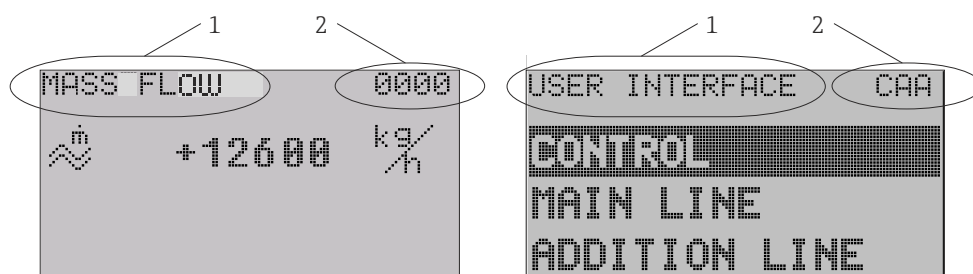 1 2
MASS FLOW 0000
ṁ +12600 kg/h
1 2
USER INTERFACE CAA
CONTROL
MAIN LINE
ADDITION LINE